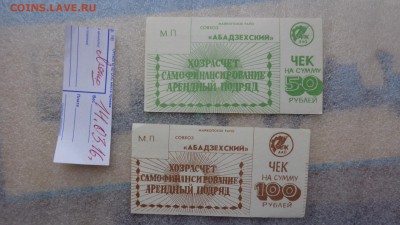 COINS.LAVE.RU
М.П.
СОВХОЗ
«АБАДЗЕХСКИЙ»
ХОЗРАСЧЕТ
САМОФИНАНСИРОВАНИЕ
АРЕНДНЫЙ ПОДРЯД
ЧЕК
НА СУММУ
50
РУБЛЕЙ
М.П.
СОВХОЗ
«АБАДЗЕХСКИЙ»
ХОЗРАСЧЕТ
САМОФИНАНСИРОВАНИЕ
АРЕНДНЫЙ ПОДРЯД
ЧЕК
НА СУММУ
100
РУБЛЕЙ
14.03.16.